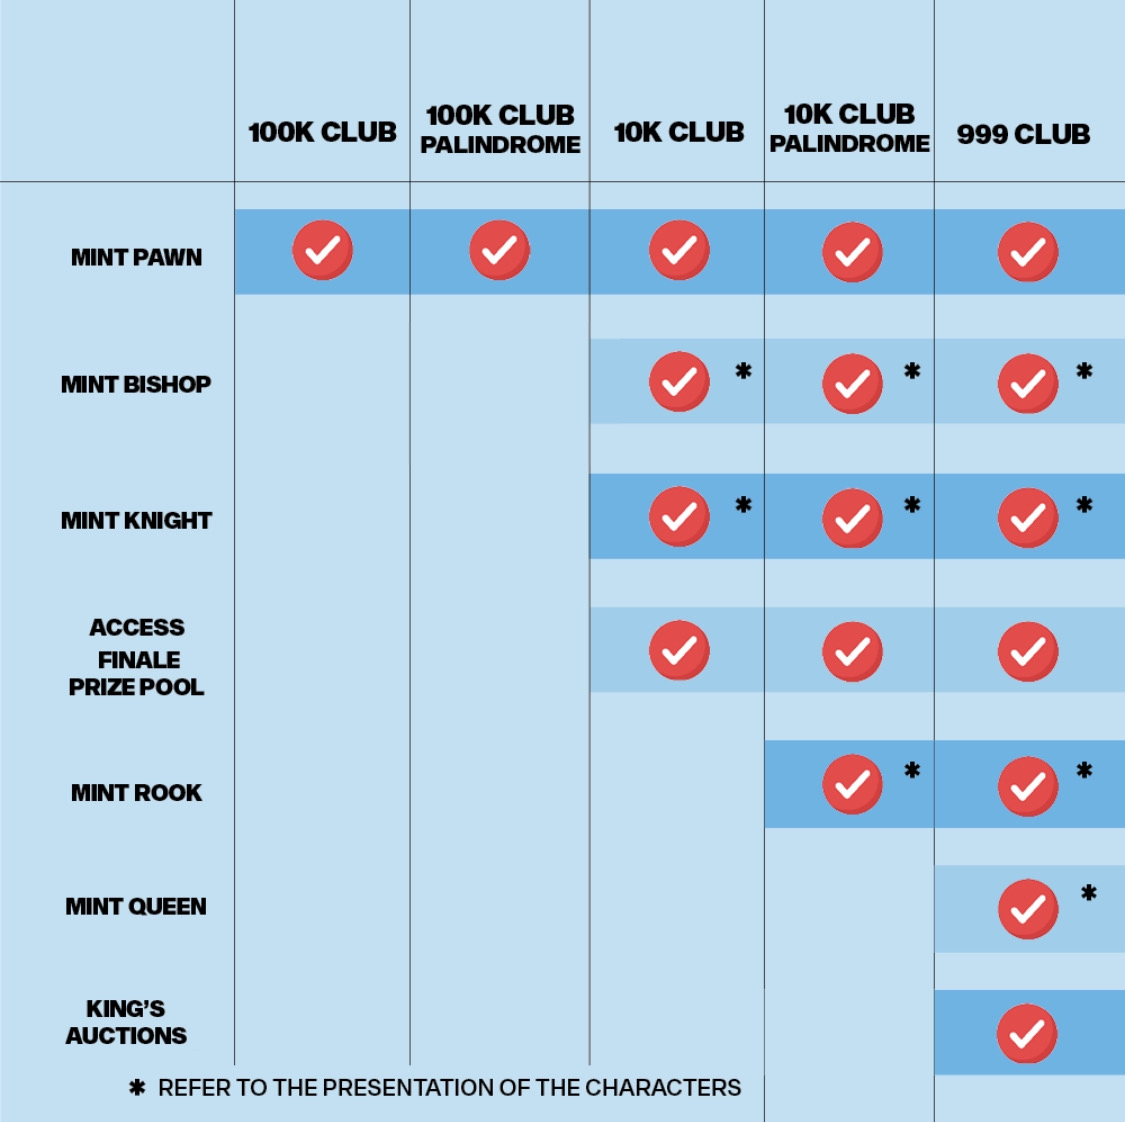 100K CLUB
100K CLUB
PALINDROME
10K CLUB
10K CLUB
PALINDROME
999 CLUB
MINT PAWN
MINT BISHOP
*
*
*
MINT KNIGHT
*
*
*
ACCESS
FINALE
PRIZE POOL
MINT ROOK
*
*
MINT QUEEN
*
KING'S
AUCTIONS
* REFER TO THE PRESENTATION OF THE CHARACTERS